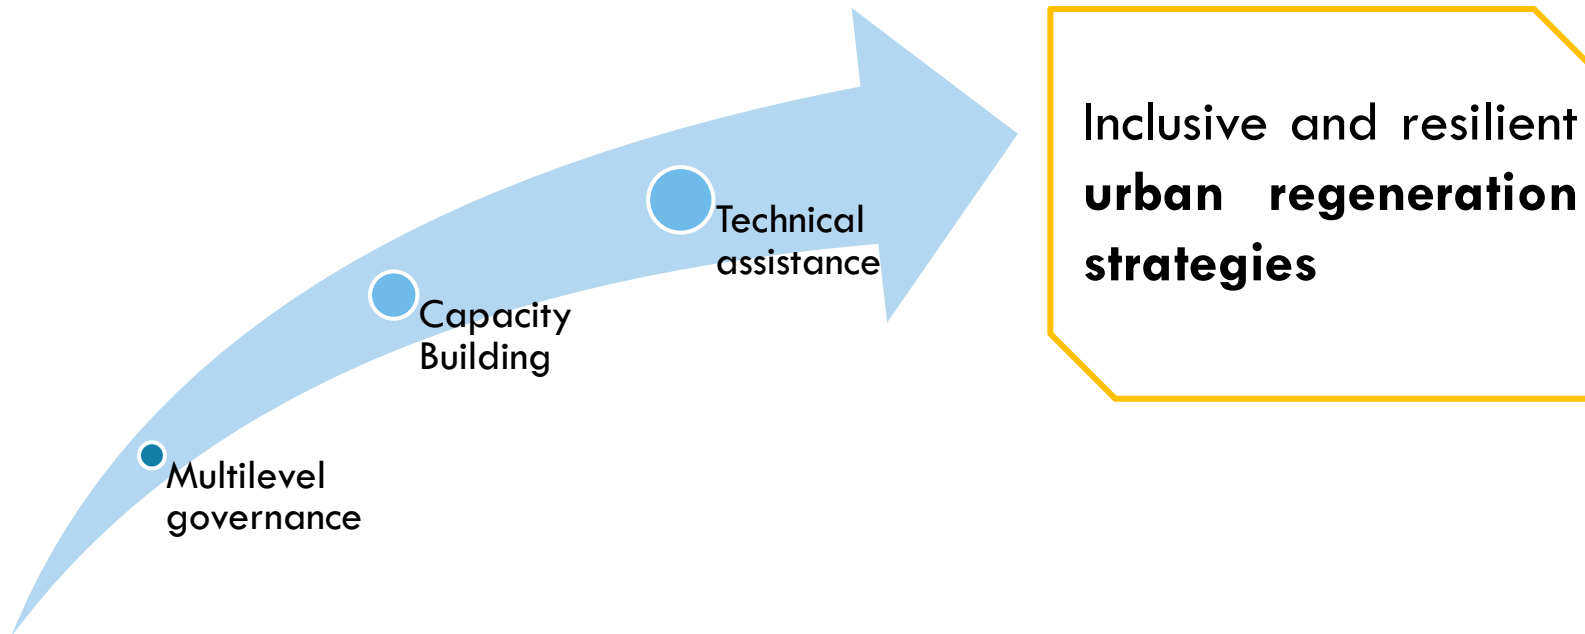 Inclusive and resilient
urban regeneration
strategies
Technical
assistance
Capacity
Building
Multilevel
governance